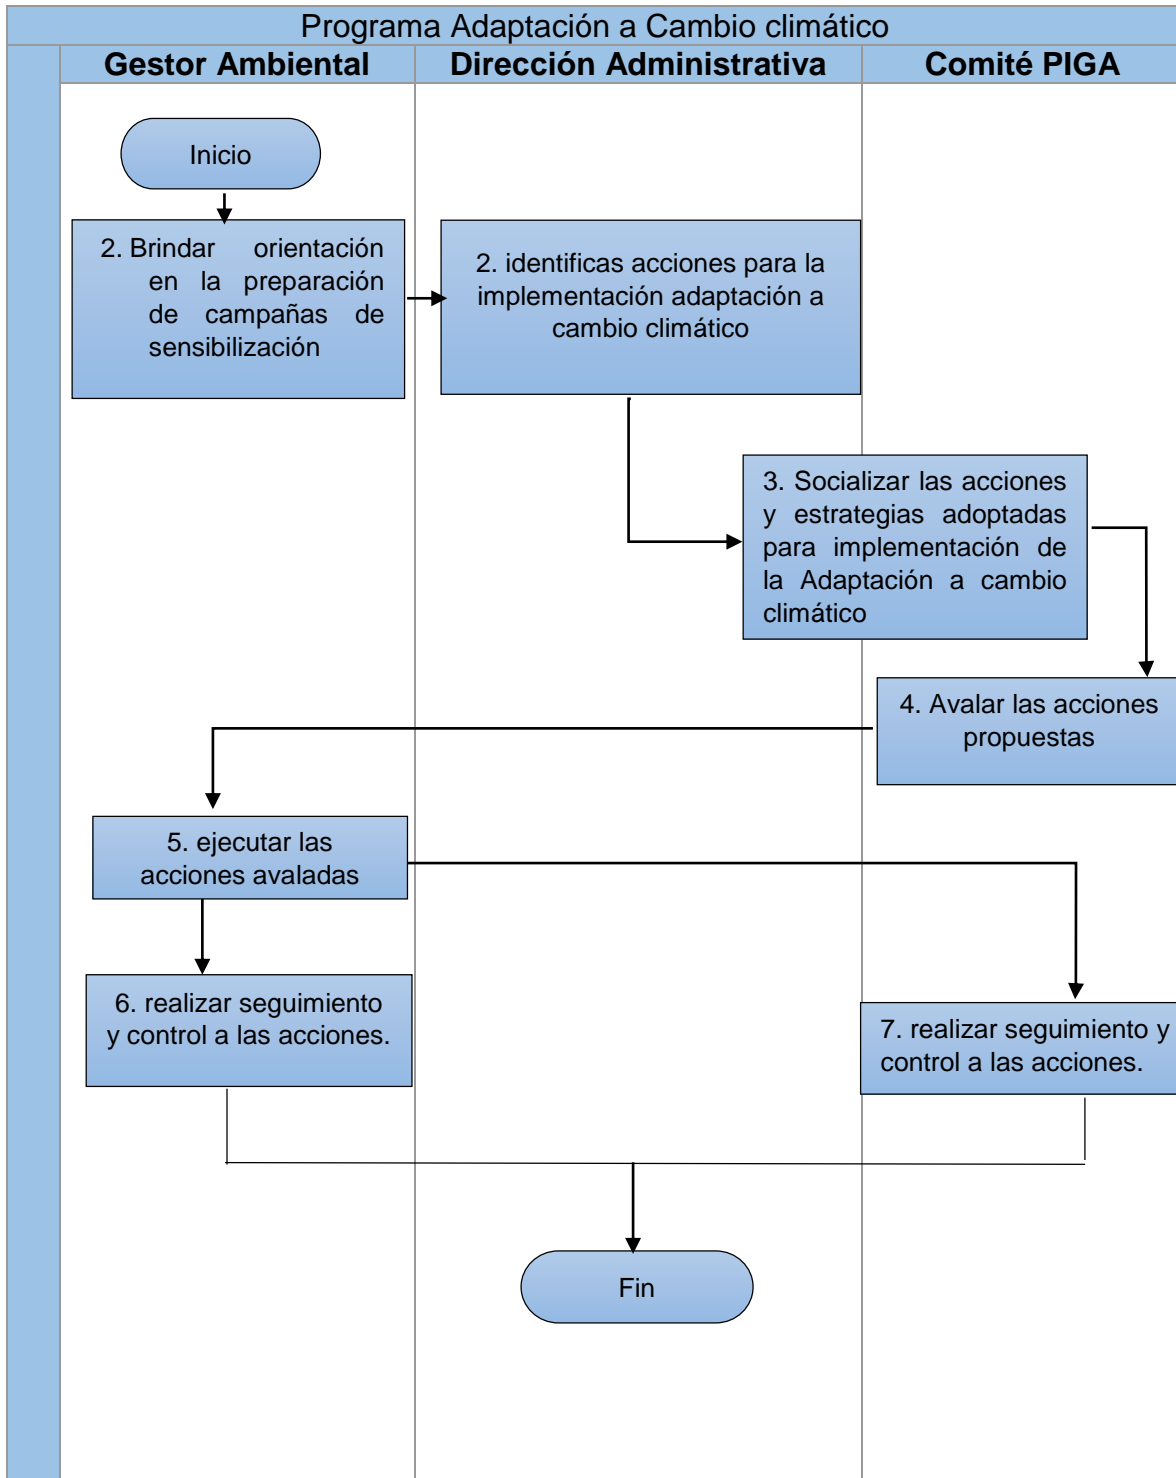 Programa Adaptación a Cambio climático
Gestor Ambiental
Dirección Administrativa
Comité PIGA
Inicio
2. Brindar orientación
en la preparación
de campañas de
sensibilización
2. identificas acciones para la
implementación adaptación a
cambio climático
3. Socializar las acciones
y estrategias adoptadas
para implementación de
la Adaptación a cambio
climático
4. Avalar las acciones
propuestas
5. ejecutar las
acciones avaladas
6. realizar seguimiento
y control a las acciones.
7. realizar seguimiento y
control a las acciones.
Fin